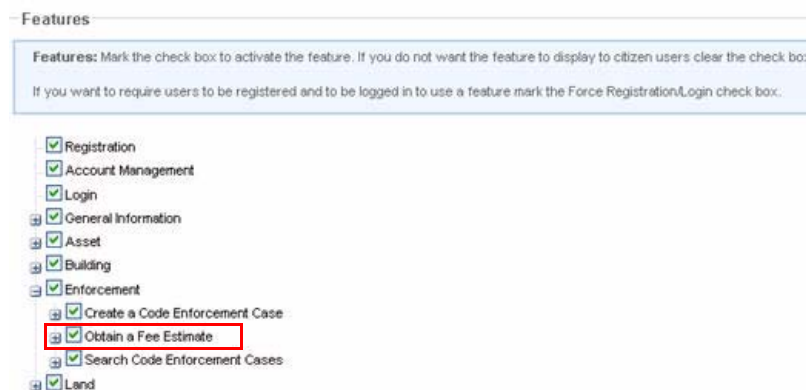 Features
Features: Mark the check box to activate the feature. If you do not want the feature to display to citizen users clear the check box
If you want to require users to be registered and to be logged in to use a feature mark the Force Registration/Login check box.
Registration
Account Management
Login
General Information
Asset
Building
Enforcement
Create a Code Enforcement Case
Obtain a Fee Estimate
Search Code Enforcement Cases
Land